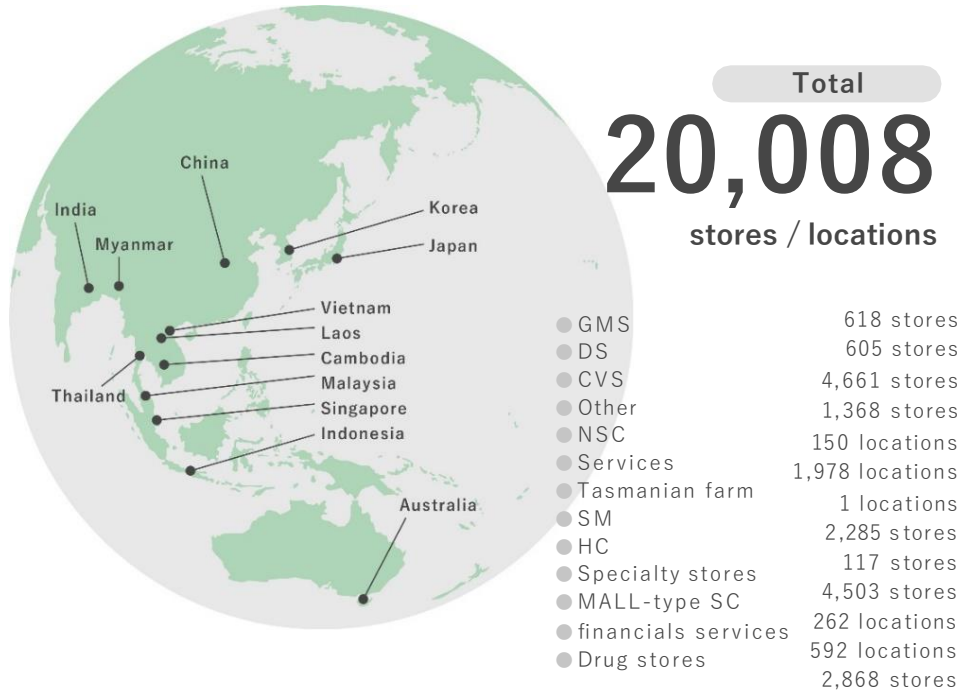 Total
20,008
stores / locations
China
India
Myanmar
Korea
Japan
Vietnam
Laos
Cambodia
Malaysia
Thailand
Singapore
Indonesia
Australia
GMS 618 stores
DS 605 stores
CVS 4,661 stores
Other 1,368 stores
NSC 150 locations
Services 1,978 locations
Tasmanian farm 1 locations
SM 2,285 stores
HC 117 stores
Specialty stores 4,503 stores
MALL-type SC 262 locations
financials services 592 locations
Drug stores 2,868 stores